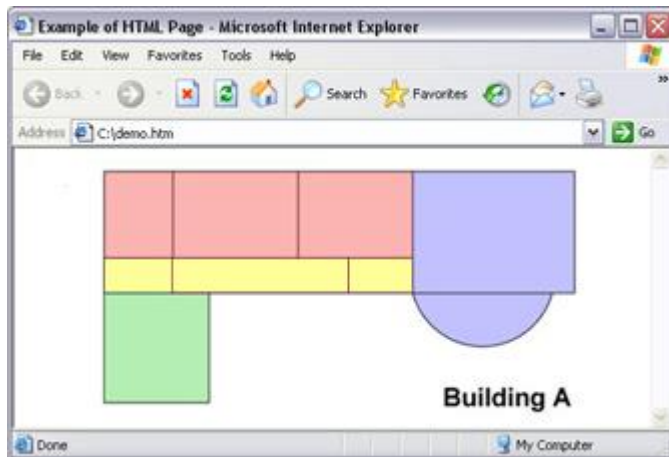 Example of HTML Page - Microsoft Internet Explorer
File Edit View Favorites Tools Help
Back Search Favorites »
Address C:\demo.htm Go
Building A
Done My Computer